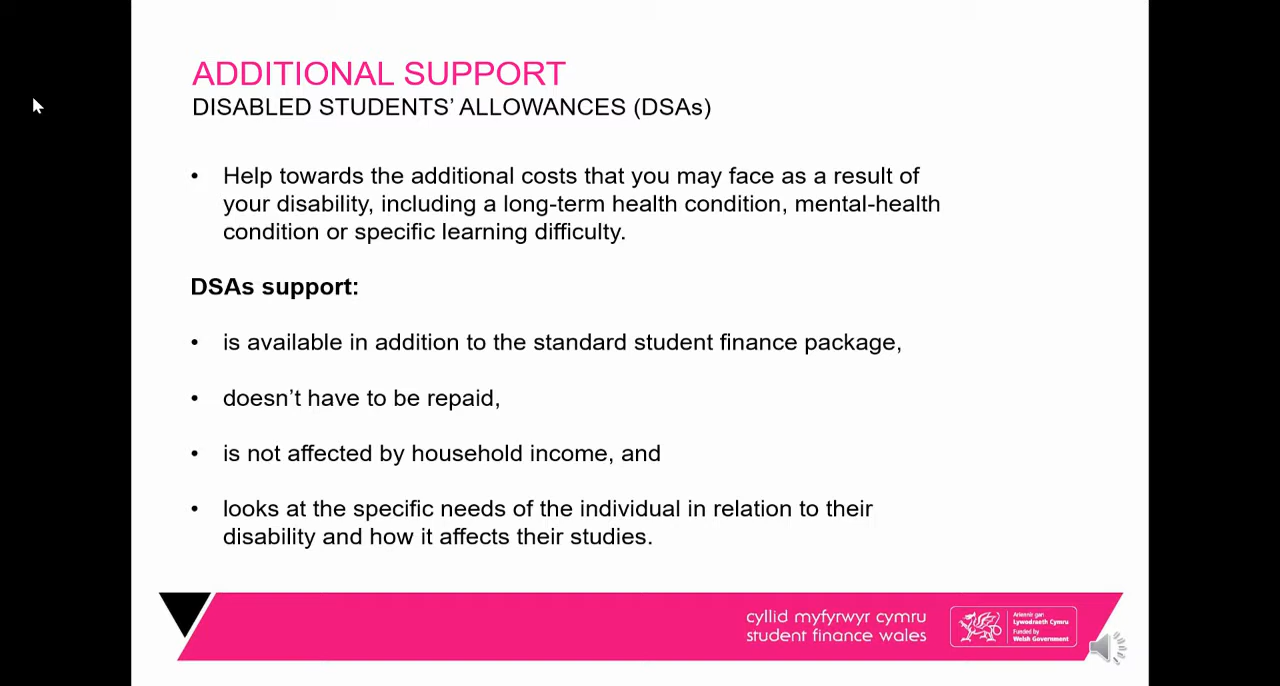 ADDITIONAL SUPPORT
DISABLED STUDENTS’ ALLOWANCES (DSAs)
• Help towards the additional costs that you may face as a result of
your disability, including a long-term health condition, mental-health
condition or specific learning difficulty.
DSAs support:
• is available in addition to the standard student finance package,
• doesn’t have to be repaid,
• is not affected by household income, and
• looks at the specific needs of the individual in relation to their
disability and how it affects their studies.
cyllid myfyrwyr cymru
student finance wales
Ariennir gan
Lywodraeth Cymru
Funded by
Welsh Government